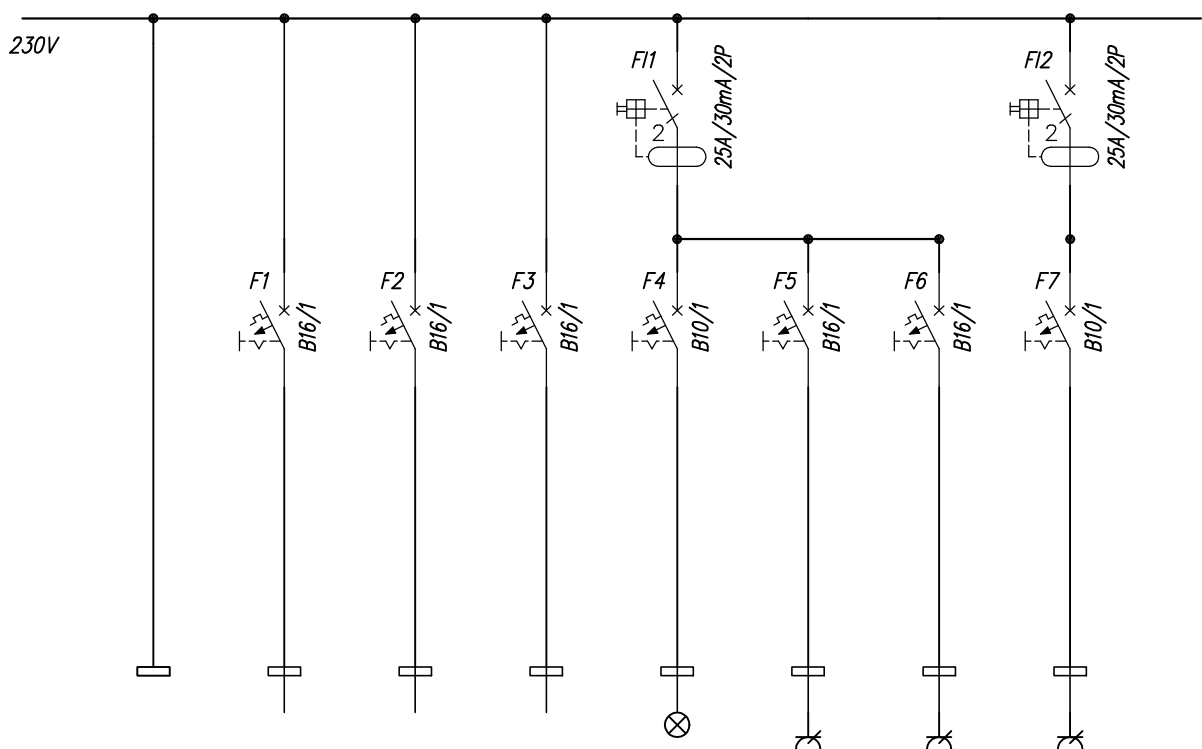 230V
FI1
25A/30mA/2P
2
FI2
25A/30mA/2P
2
F1
B16/1
F2
B16/1
F3
B16/1
F4
B10/1
F5
B16/1
F6
B16/1
F7
B10/1